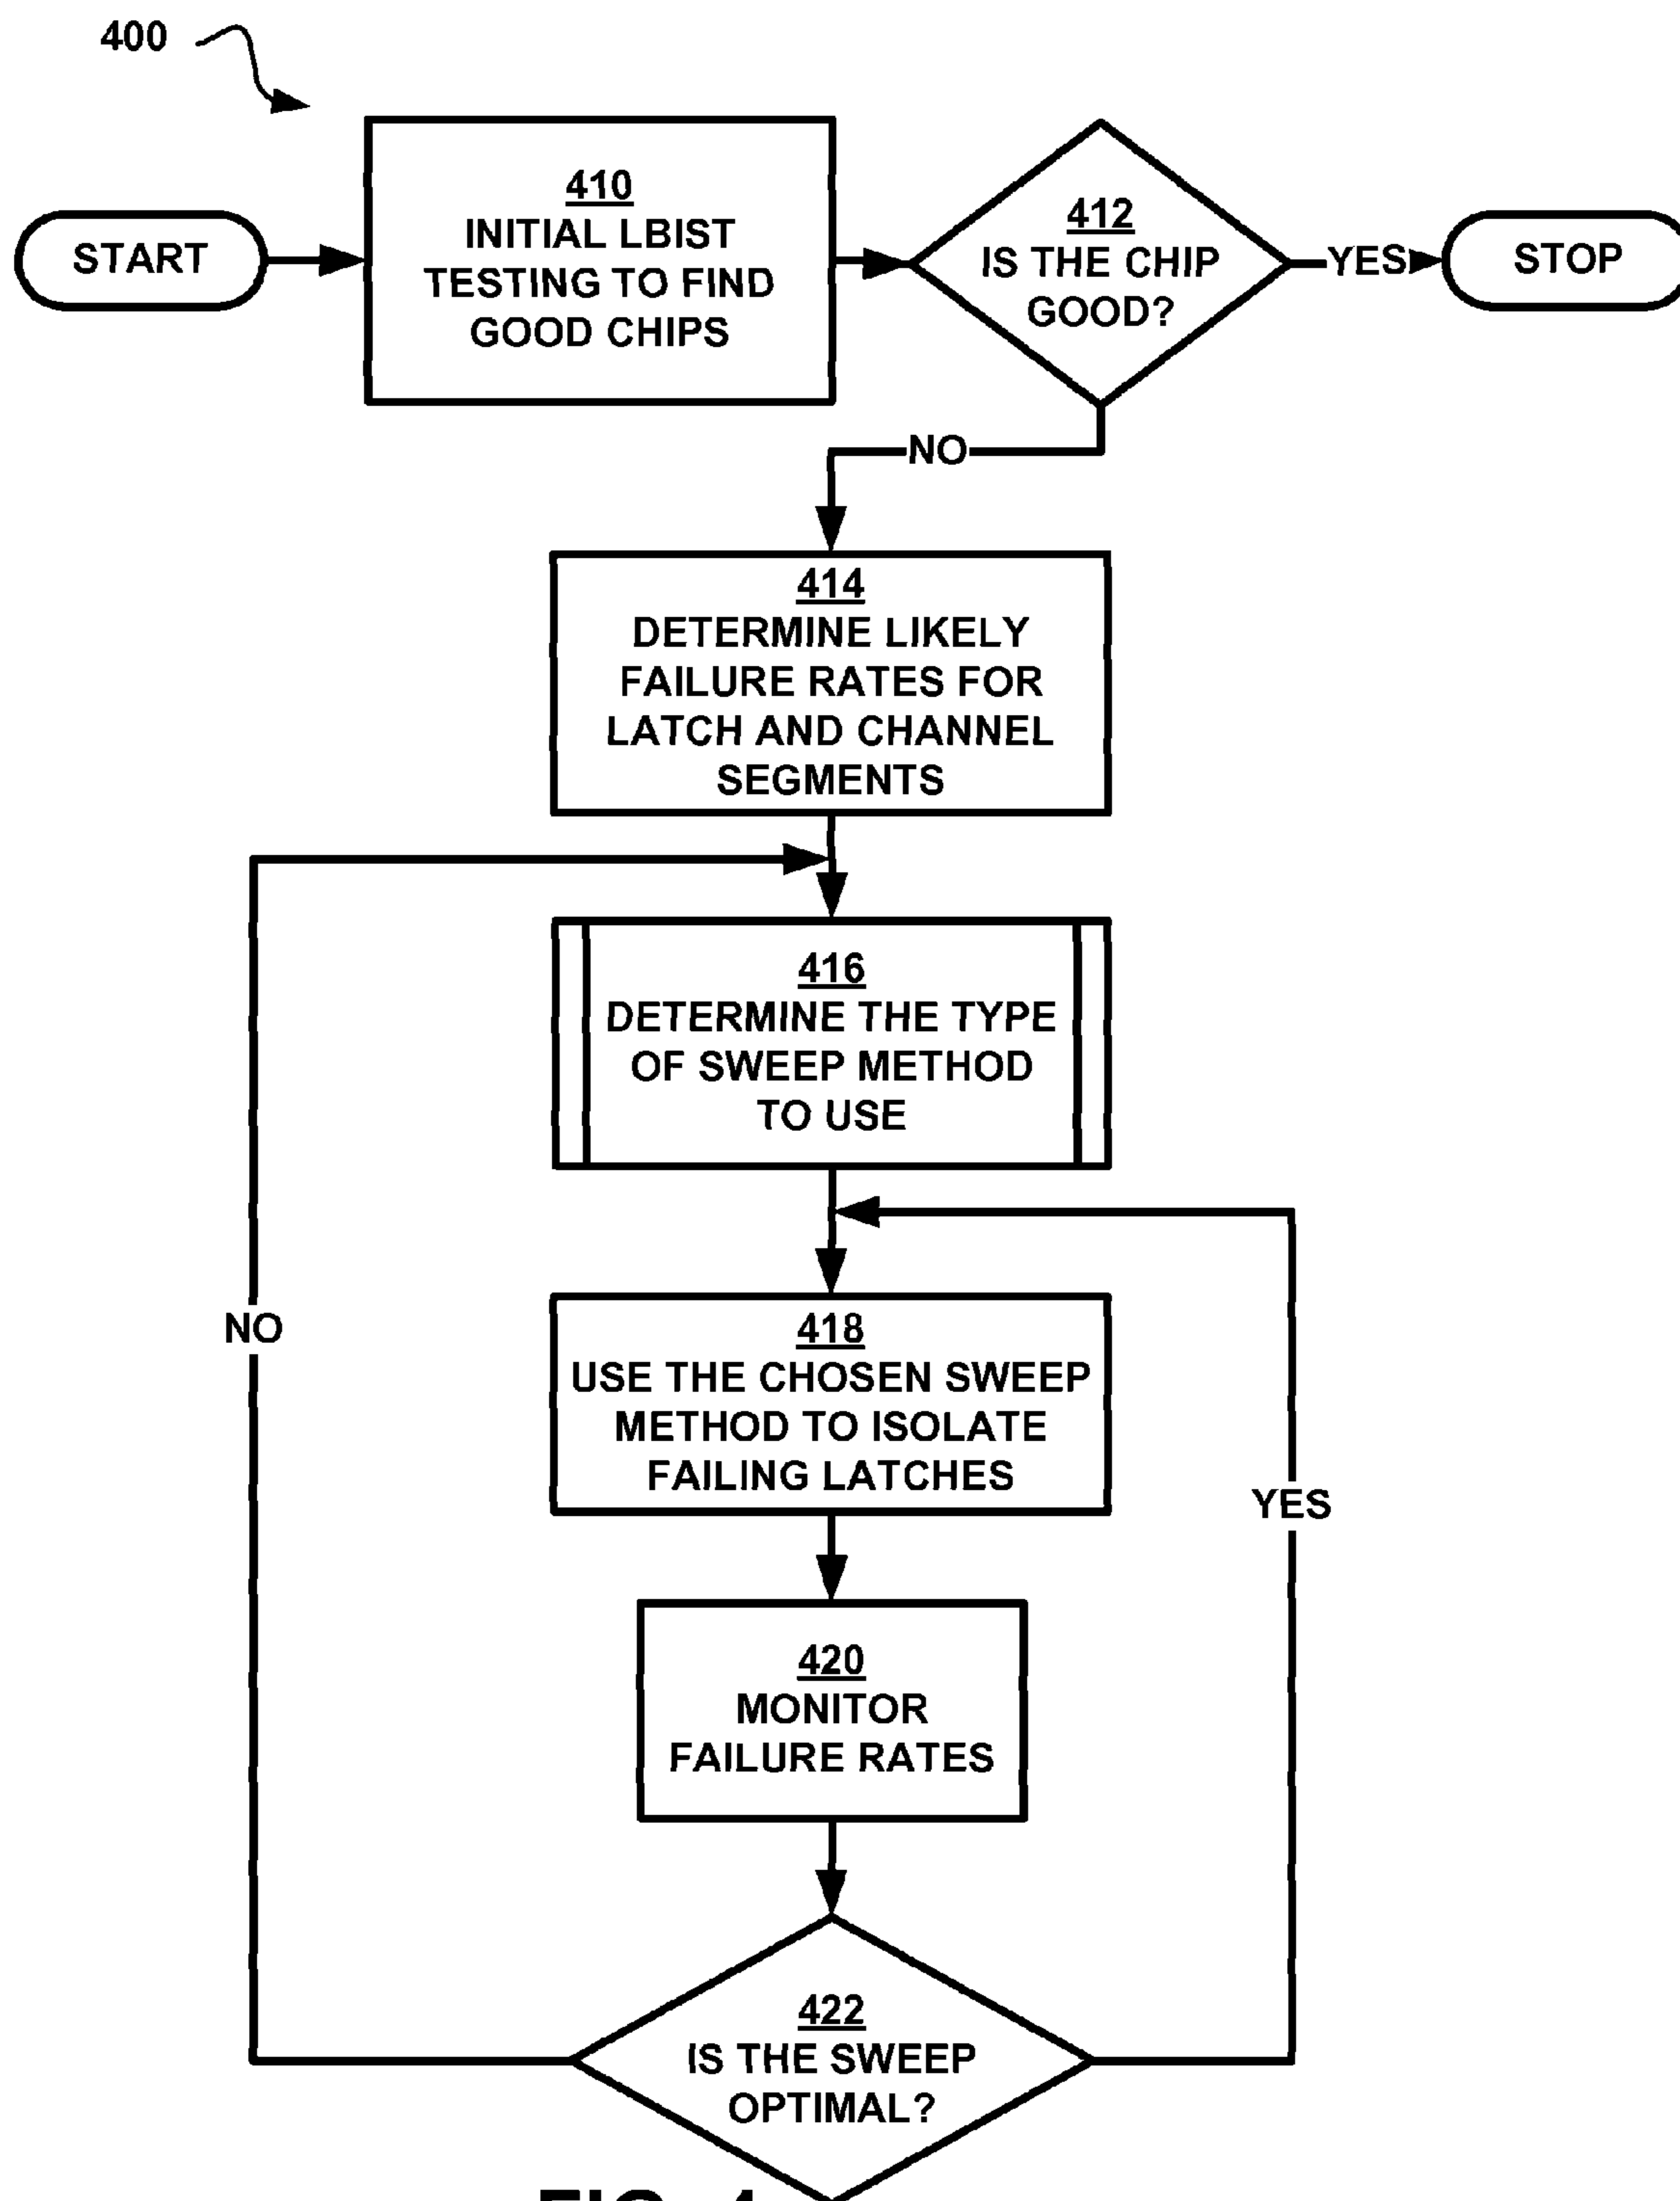 400
START
410
INITIAL LBIST
TESTING TO FIND
GOOD CHIPS
412
IS THE CHIP
GOOD?
YES
STOP
NO
414
DETERMINE LIKELY
FAILURE RATES FOR
LATCH AND CHANNEL
SEGMENTS
416
DETERMINE THE TYPE
OF SWEEP METHOD
TO USE
418
USE THE CHOSEN SWEEP
METHOD TO ISOLATE
FAILING LATCHES
NO
YES
420
MONITOR
FAILURE RATES
422
IS THE SWEEP
OPTIMAL?